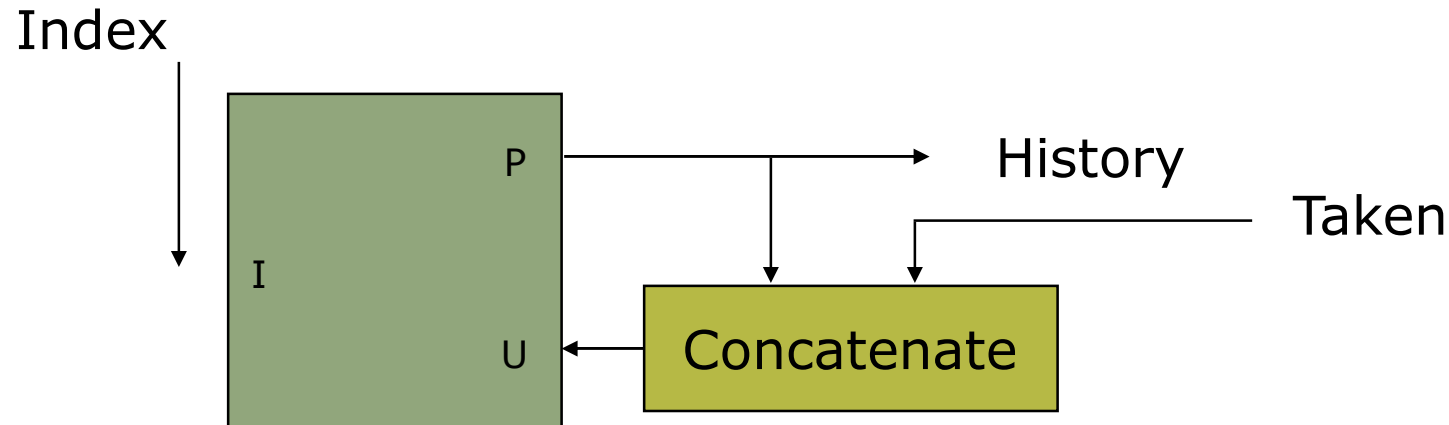 Index
P
History
Taken
I
U
Concatenate